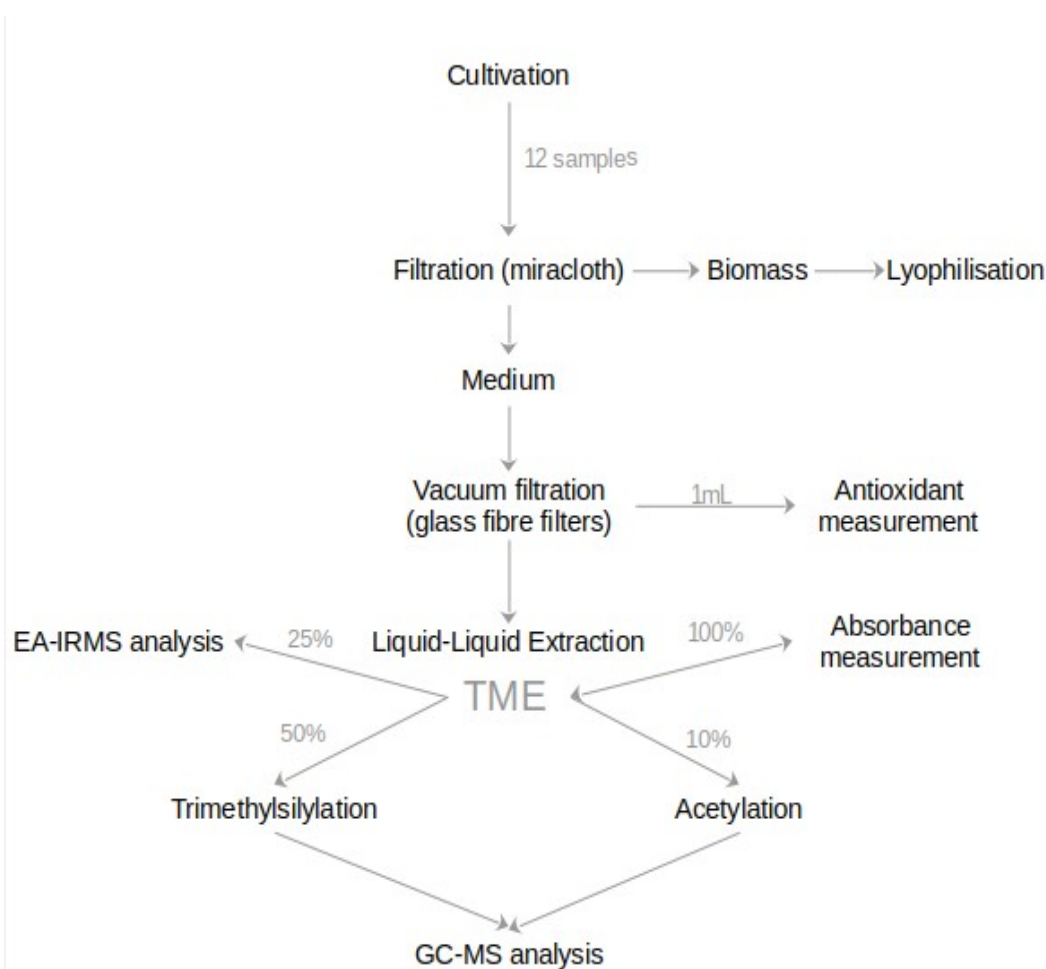 Cultivation
12 samples
Filtration (miracloth)
Biomass
Lyophilisation
Medium
Vacuum filtration
(glass fibre filters)
1mL
Antioxidant
measurement
EA-IRMS analysis
25%
Liquid-Liquid Extraction
100%
Absorbance
measurement
TME
50%
10%
Trimethylsilylation
Acetylation
GC-MS analysis